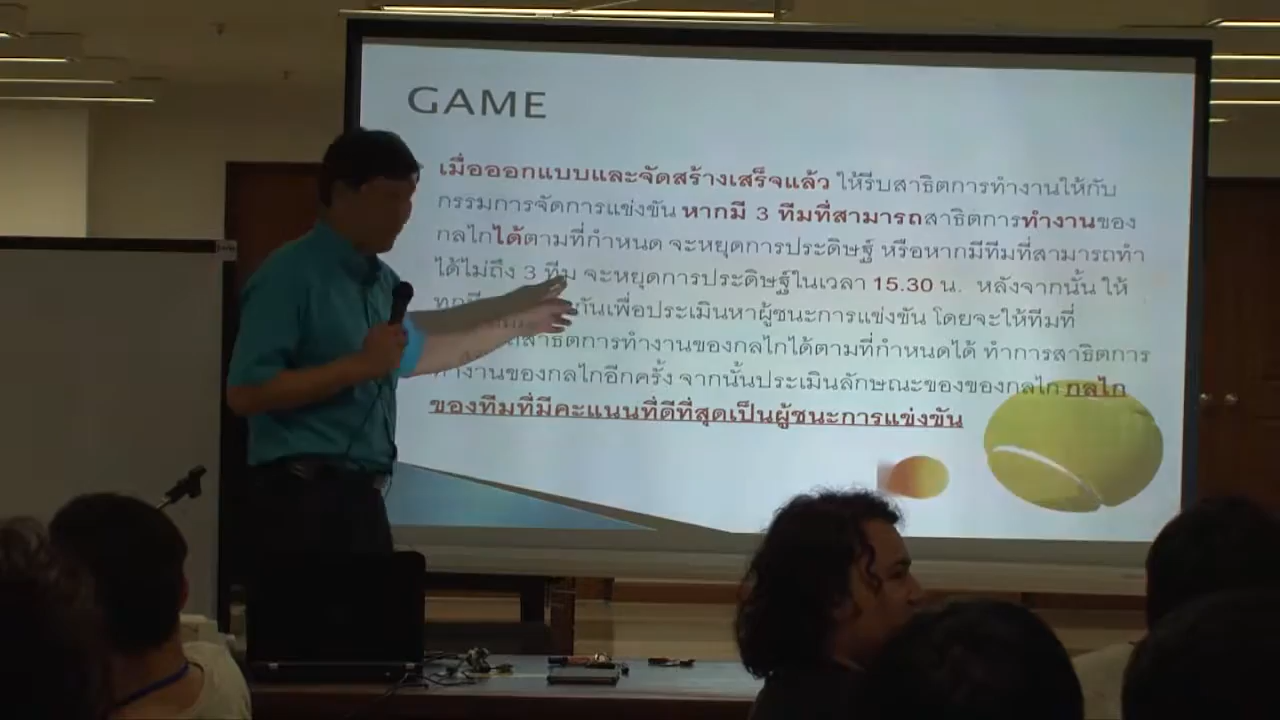 GAME
เมื่อออกแบบและจัดสร้างเสร็จแล้ว ให้รีบสาธิตการทำงานให้กับ
กรรมการจัดการแข่งขัน หากมี 3 ทีมที่สามารถสาธิตการทำงานของ
กลไกได้ตามที่กำหนด จะหยุดการประดิษฐ์ หรือหากมีทีมที่สามารถทำ
ได้ไม่ถึง 3 ทีม จะหยุดการประดิษฐ์ในเวลา 15.30 น. หลังจากนั้น ให้
กันเพื่อประเมินหาผู้ชนะการแข่งขัน โดยจะให้ทีมที่
สาธิตการทำงานของกลไกได้ตามที่กำหนดได้ ทำการสาธิตการ
ทำงานของกลไกอีกครั้ง จากนั้นประเมินลักษณะของของกลไก กลไก
ของทีมที่มีคะแนนที่ดีที่สุดเป็นผู้ชนะการแข่งขัน